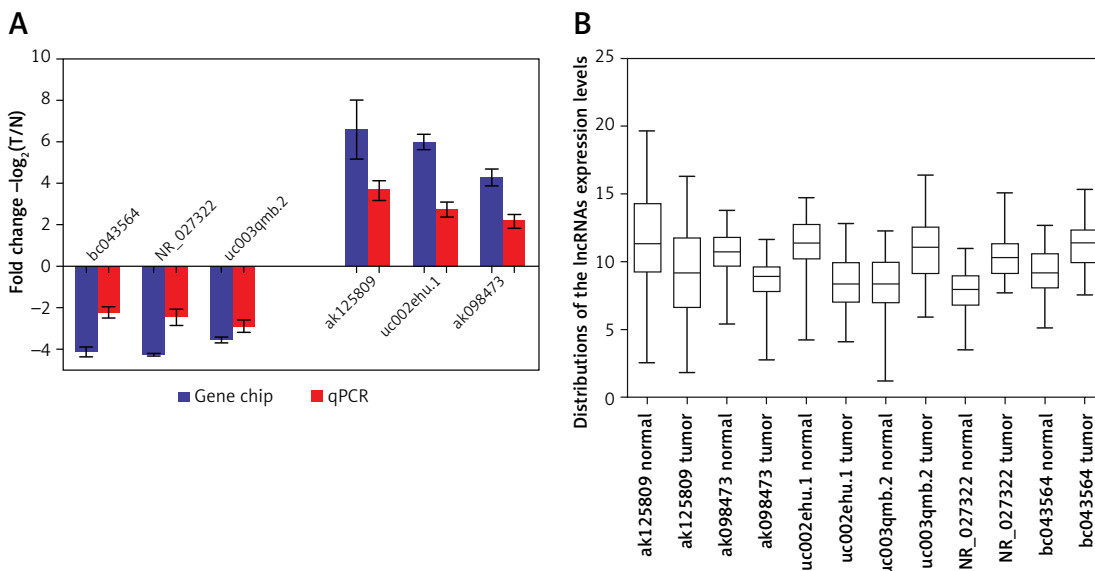 A
Fold change –log₂(T/N)
10
8
6
4
2
0
−2
−4
bc043564
NR_027322
uc003qmb.2
ak125809
uc002ehu.1
ak098473
Gene chip
qPCR
B
Distributions of the lncRNAs expression levels
25
20
15
10
5
0
ak125809 normal
ak125809 tumor
ak098473 normal
ak098473 tumor
uc002ehu.1 normal
uc002ehu.1 tumor
uc003qmb.2 normal
uc003qmb.2 tumor
NR_027322 normal
NR_027322 tumor
bc043564 normal
bc043564 tumor